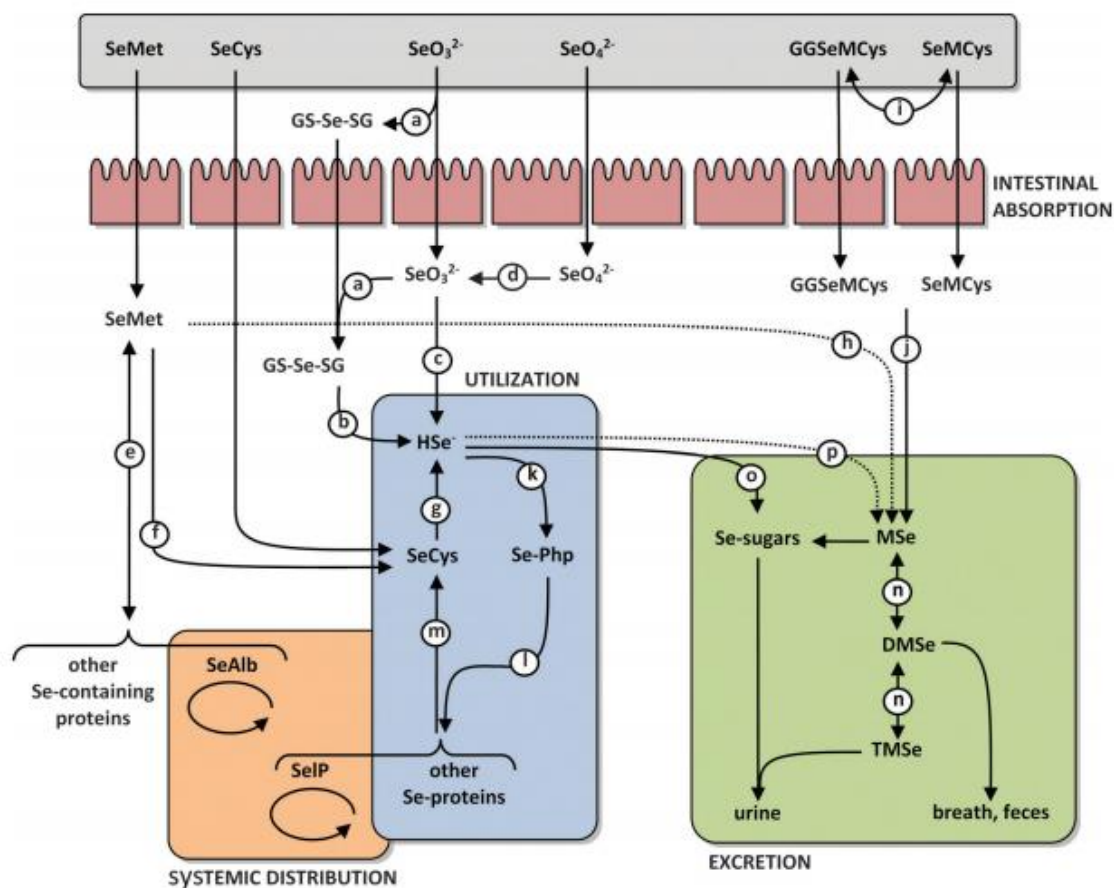 SeMet SeCys SeO₃²⁻ SeO₄²⁻ GGSeMCys SeMCys
i
GS-Se-SG a
INTESTINAL
ABSORPTION
SeO₃²⁻ d SeO₄²⁻
a
GGSeMCys SeMCys
SeMet
h j
GS-Se-SG c
UTILIZATION
b HSe⁻
e p
k o
g
f SeCys Se-Php Se-sugars MSe
n
m
DMSe
l
other SeAlb
Se-containing
proteins
n
TMSe
SelP other
Se-proteins
urine breath, feces
EXCRETION
SYSTEMIC DISTRIBUTION